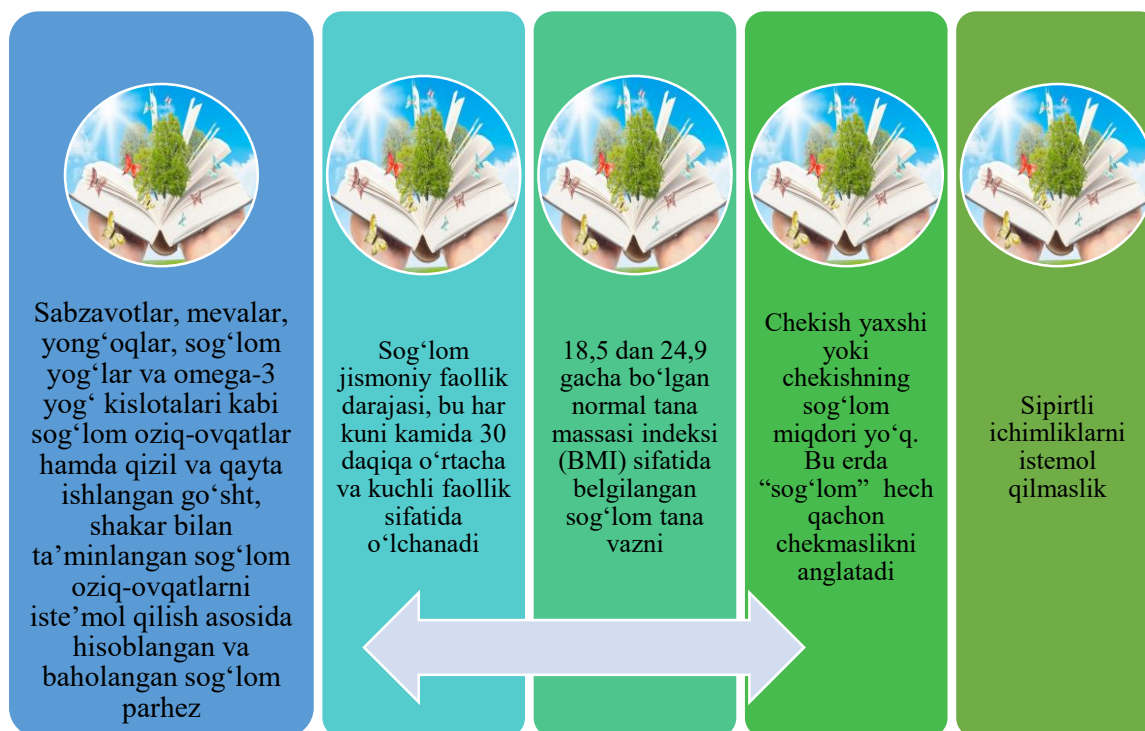 Sabzavotlar, mevalar,
yong‘oqlar, sog‘lom
yog‘lar va omega-3
yog‘ kislotalari kabi
sog‘lom oziq-ovqatlar
hamda qizil va qayta
ishlangan go‘sht,
shakar bilan
ta’minlangan sog‘lom
oziq-ovqatlarni
iste’mol qilish asosida
hisoblangan va
baholangan sog‘lom
parhez
Sog‘lom
jismoniy faollik
darajasi, bu har
kuni kamida 30
daqiqa o‘rtacha
va kuchli faollik
sifatida
o‘lchanadi
18,5 dan 24,9
gacha bo‘lgan
normal tana
massasi indeksi
(BMI) sifatida
belgilangan
sog‘lom tana
vazni
Chekish yaxshi
yoki
chekishning
sog‘lom
miqdori yo‘q.
Bu erda
“sog‘lom” hech
qachon
chekmaslikni
anglatadi
Sipirtli
ichimliklarni
istemol
qilmaslik